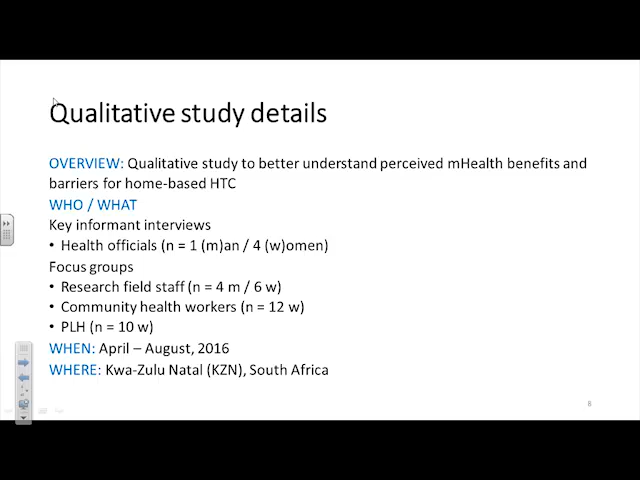 Qualitative study details
OVERVIEW: Qualitative study to better understand perceived mHealth benefits and
barriers for home-based HTC
WHO / WHAT
Key informant interviews
• Health officials (n = 1 (m)an / 4 (w)omen)
Focus groups
• Research field staff (n = 4 m / 6 w)
• Community health workers (n = 12 w)
• PLH (n = 10 w)
WHEN: April – August, 2016
WHERE: Kwa-Zulu Natal (KZN), South Africa
8